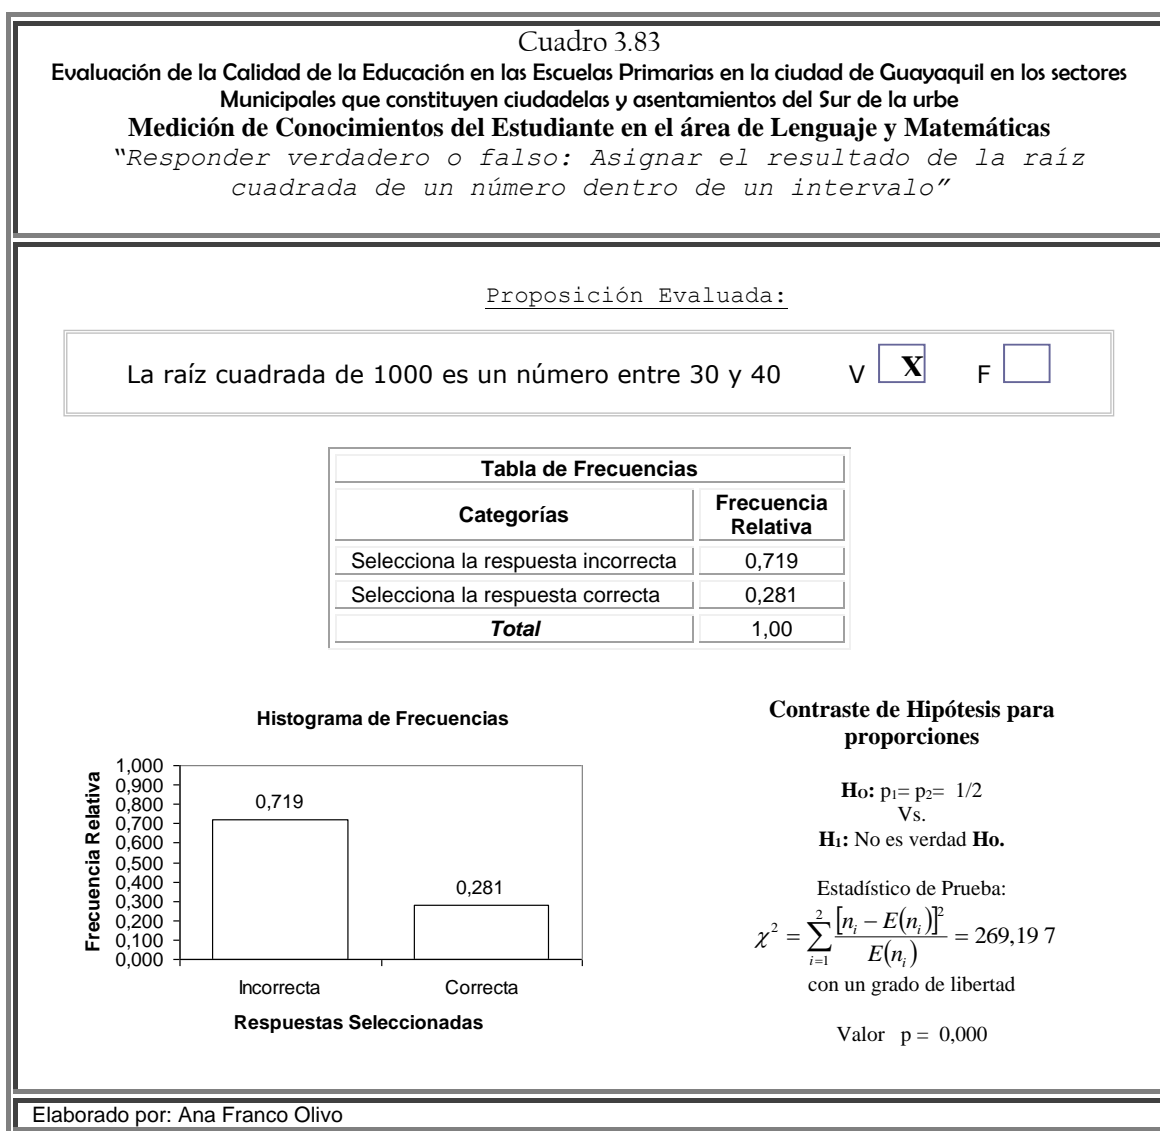 Cuadro 3.83
Evaluación de la Calidad de la Educación en las Escuelas Primarias en la ciudad de Guayaquil en los sectores
Municipales que constituyen ciudadelas y asentamientos del Sur de la urbe
Medición de Conocimientos del Estudiante en el área de Lenguaje y Matemáticas
"Responder verdadero o falso: Asignar el resultado de la raíz
cuadrada de un número dentro de un intervalo"
Proposición Evaluada:
La raíz cuadrada de 1000 es un número entre 30 y 40 V X F
Tabla de Frecuencias
Categorías Frecuencia Relativa
Selecciona la respuesta incorrecta 0,719
Selecciona la respuesta correcta 0,281
Total 1,00
Histograma de Frecuencias
Frecuencia Relativa
1,000
0,900
0,800
0,700
0,600
0,500
0,400
0,300
0,200
0,100
0,000
0,719
0,281
Incorrecta Correcta
Respuestas Seleccionadas
Contraste de Hipótesis para
proporciones
HO: p1= p2= 1/2
Vs.
H1: No es verdad Ho.
Estadístico de Prueba:
χ² = ∑_{i=1}^{2} [n_i − E(n_i)]² / E(n_i) = 269,19 7
con un grado de libertad
Valor p = 0,000
Elaborado por: Ana Franco Olivo